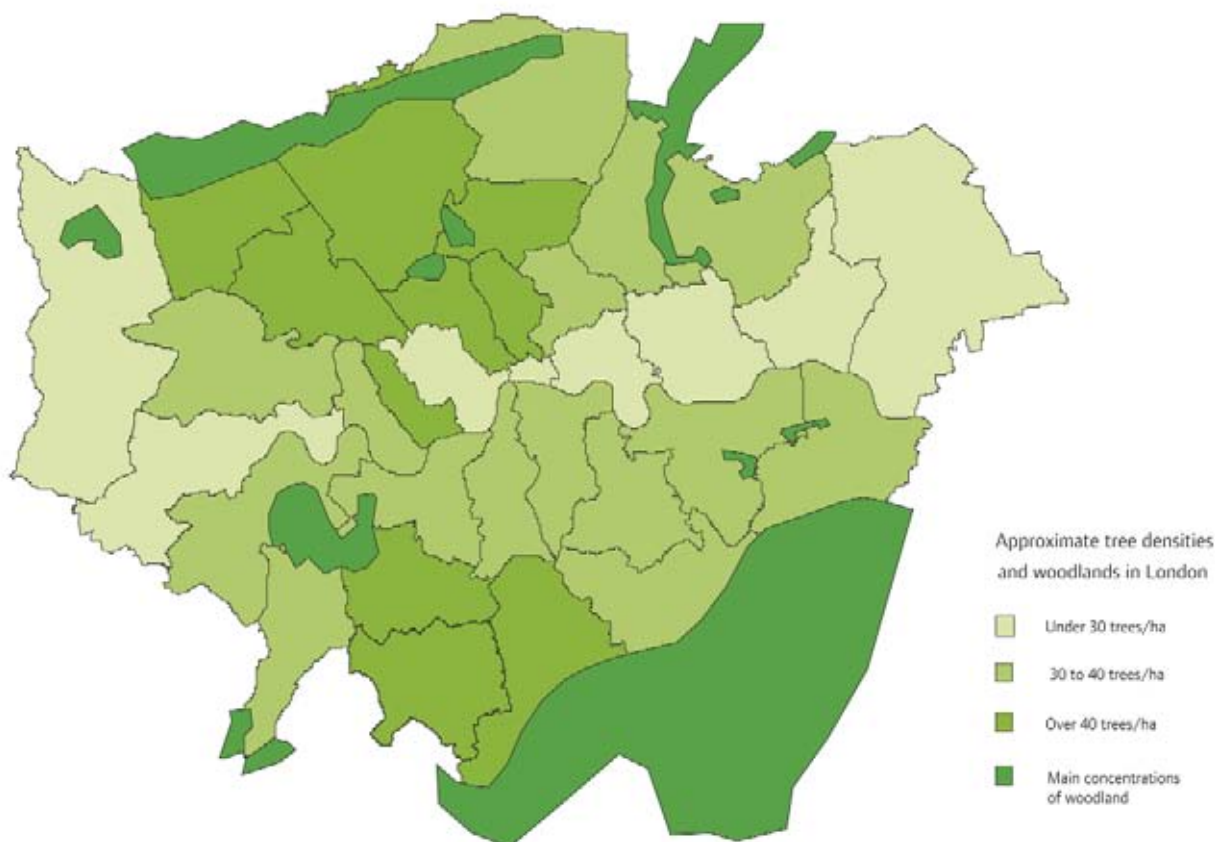 Approximate tree densities
and woodlands in London
Under 30 trees/ha
30 to 40 trees/ha
Over 40 trees/ha
Main concentrations
of woodland